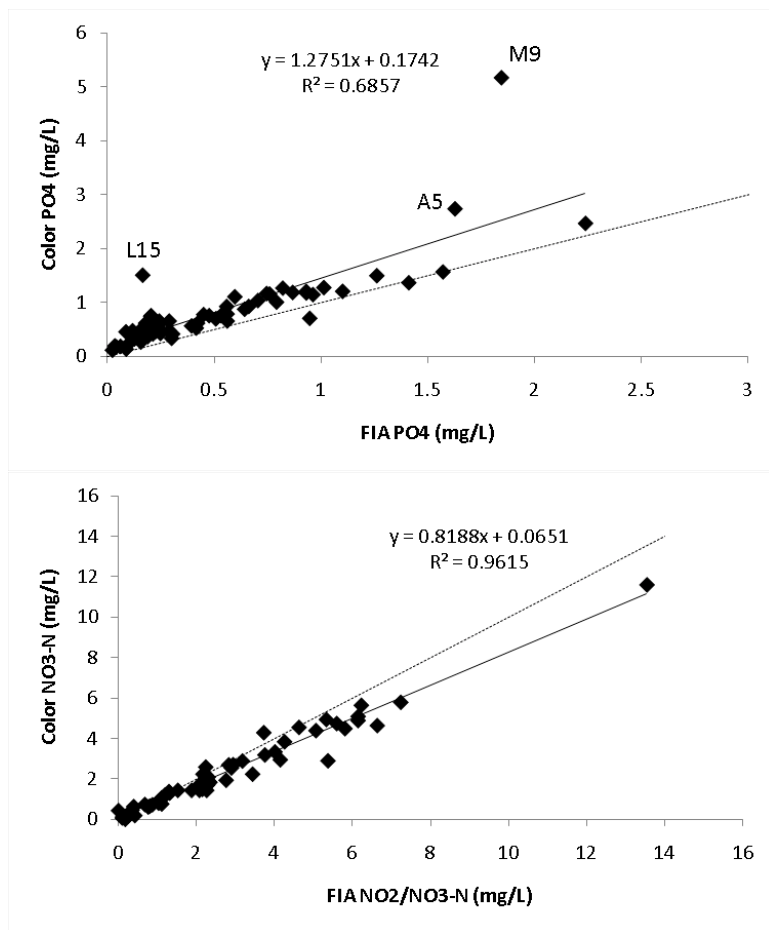 6
5
4
3
2
1
0
0
0.5
1
1.5
2
2.5
3
Color PO4 (mg/L)
FIA PO4 (mg/L)
y = 1.2751x + 0.1742
R² = 0.6857
M9
A5
L15
16
14
12
10
8
6
4
2
0
0
2
4
6
8
10
12
14
16
Color NO3-N (mg/L)
FIA NO2/NO3-N (mg/L)
y = 0.8188x + 0.0651
R² = 0.9615